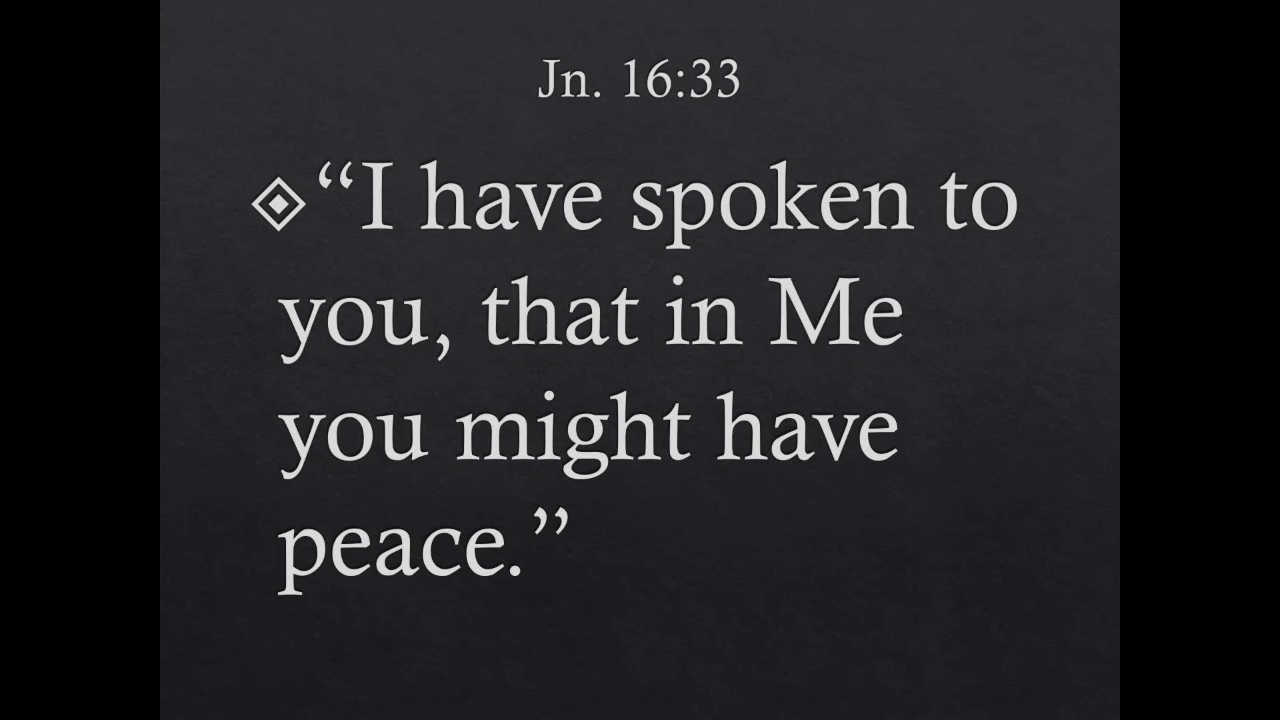 Jn. 16:33
“I have spoken to
you, that in Me
you might have
peace.”